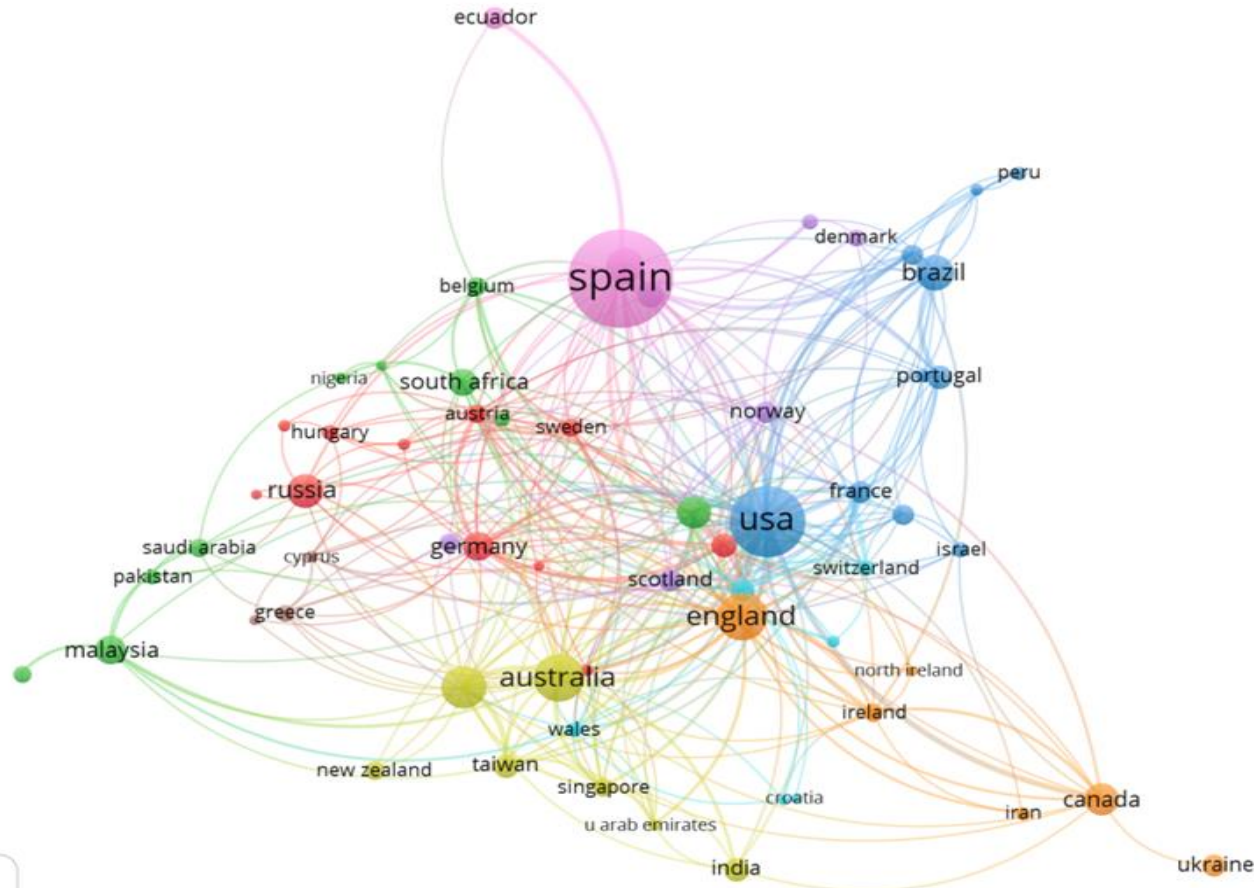 ecuador
peru
denmark
spain
brazil
belgium
portugal
nigeria
south africa
austria
norway
sweden
hungary
russia
france
usa
saudi arabia
cyprus
germany
israel
pakistan
scotland
switzerland
greece
england
malaysia
australia
north ireland
ireland
wales
new zealand
taiwan
singapore
croatia
canada
iran
u arab emirates
india
ukraine